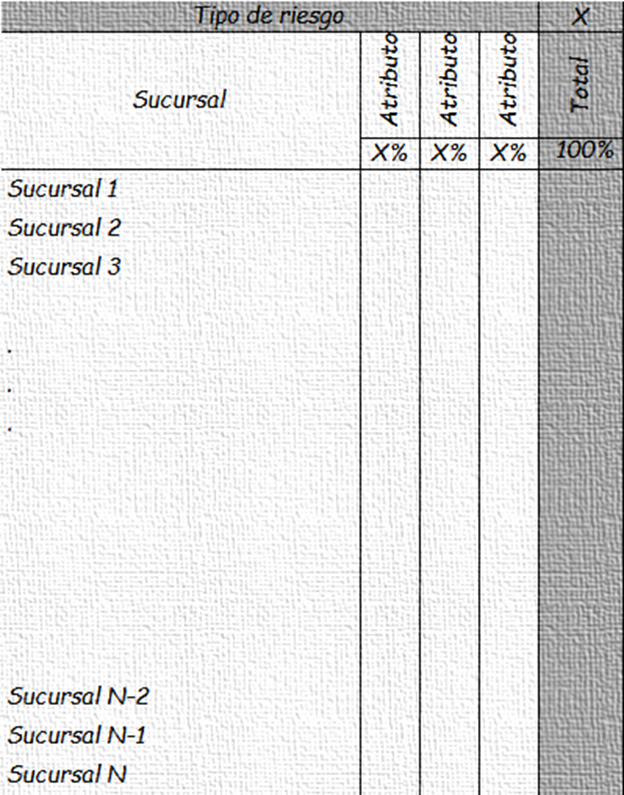 Tipo de riesgo X
Sucursal Atributo Atributo Atributo Total
X% X% X% 100%
Sucursal 1
Sucursal 2
Sucursal 3
.
.
.
Sucursal N-2
Sucursal N-1
Sucursal N